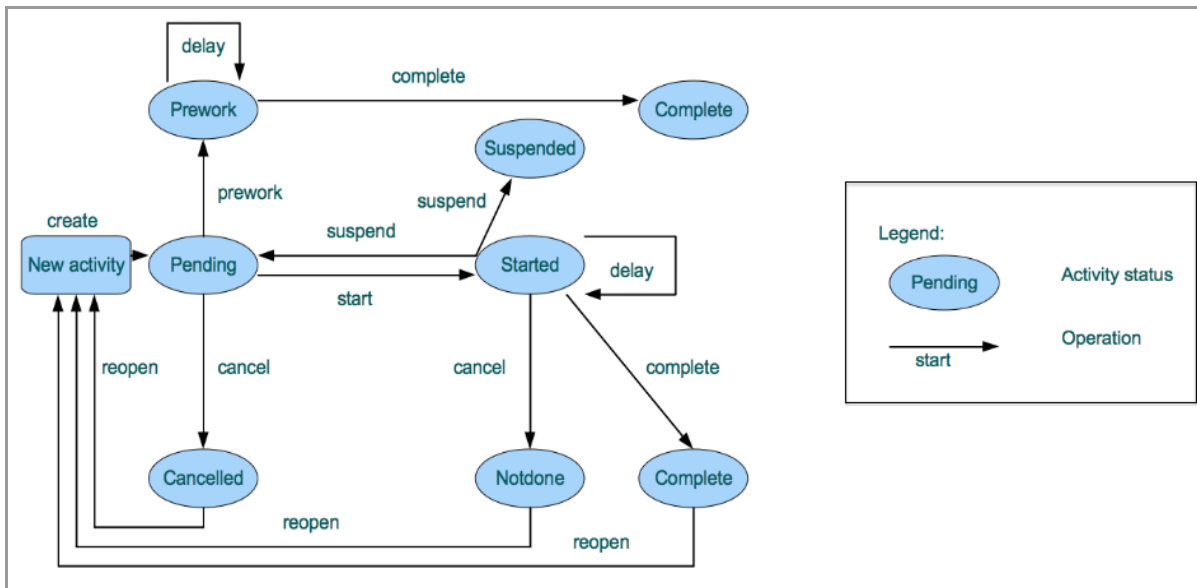 delay
complete
Prework
Complete
Suspended
prework
suspend
create
suspend
New activity
Pending
Started
delay
start
reopen
cancel
cancel
complete
Cancelled
Notdone
Complete
reopen
reopen
Legend:
Pending
Activity status
Operation
start